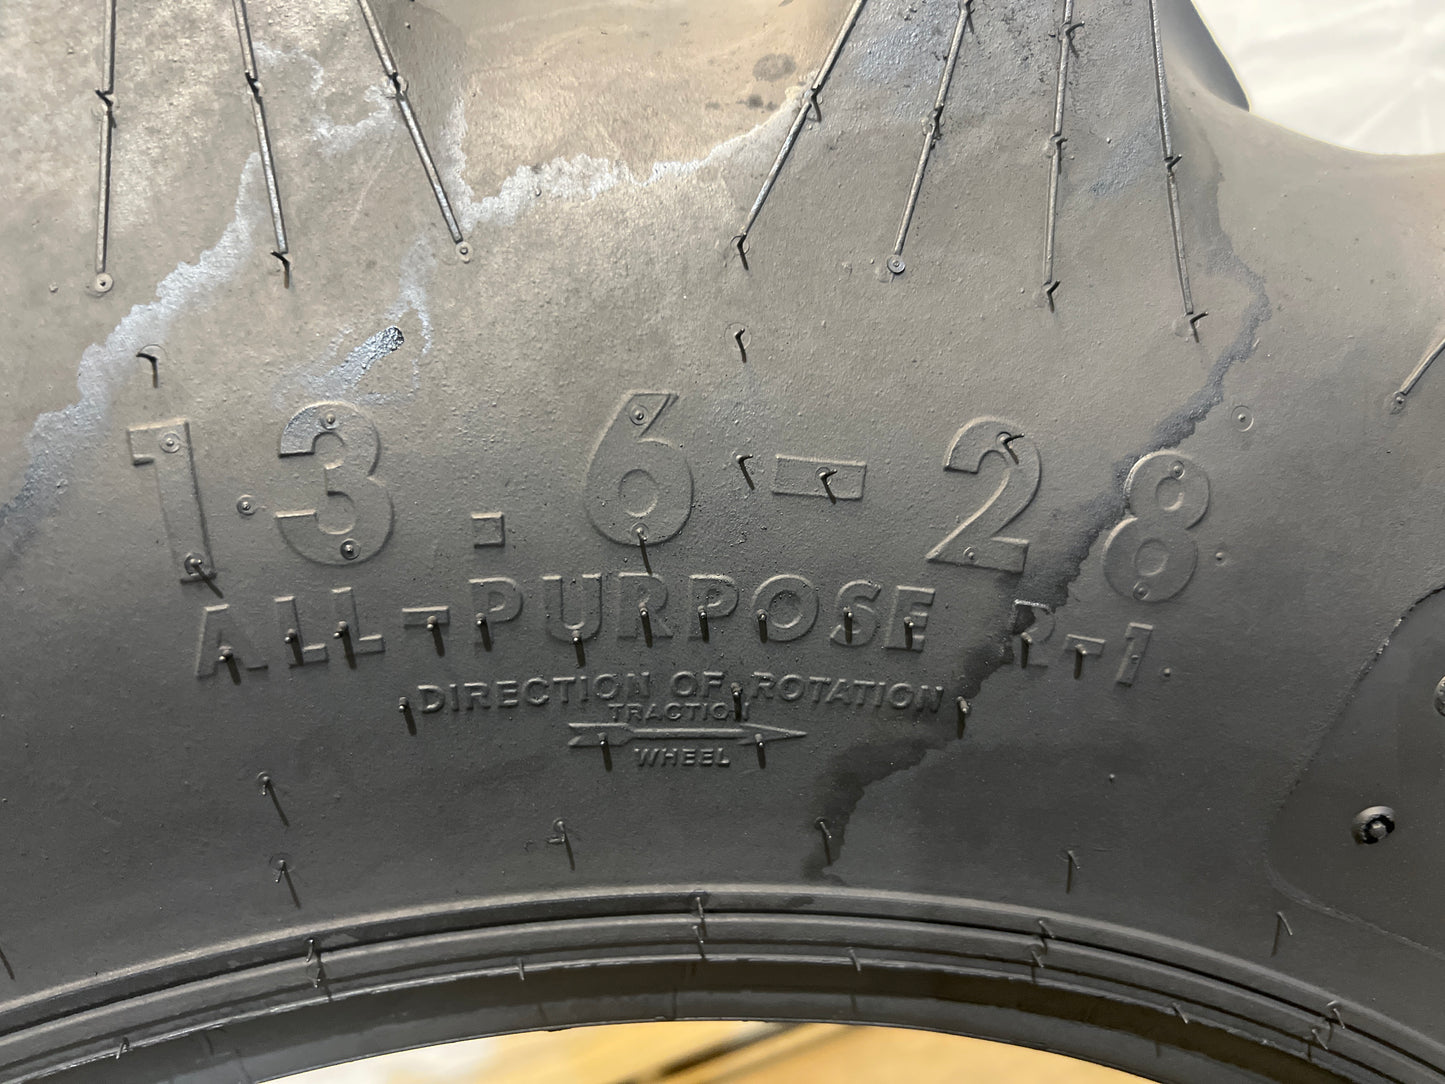 13.6-28
ALL-PURPOSE R-1.
DIRECTION OF ROTATION
TRACTION
WHEEL